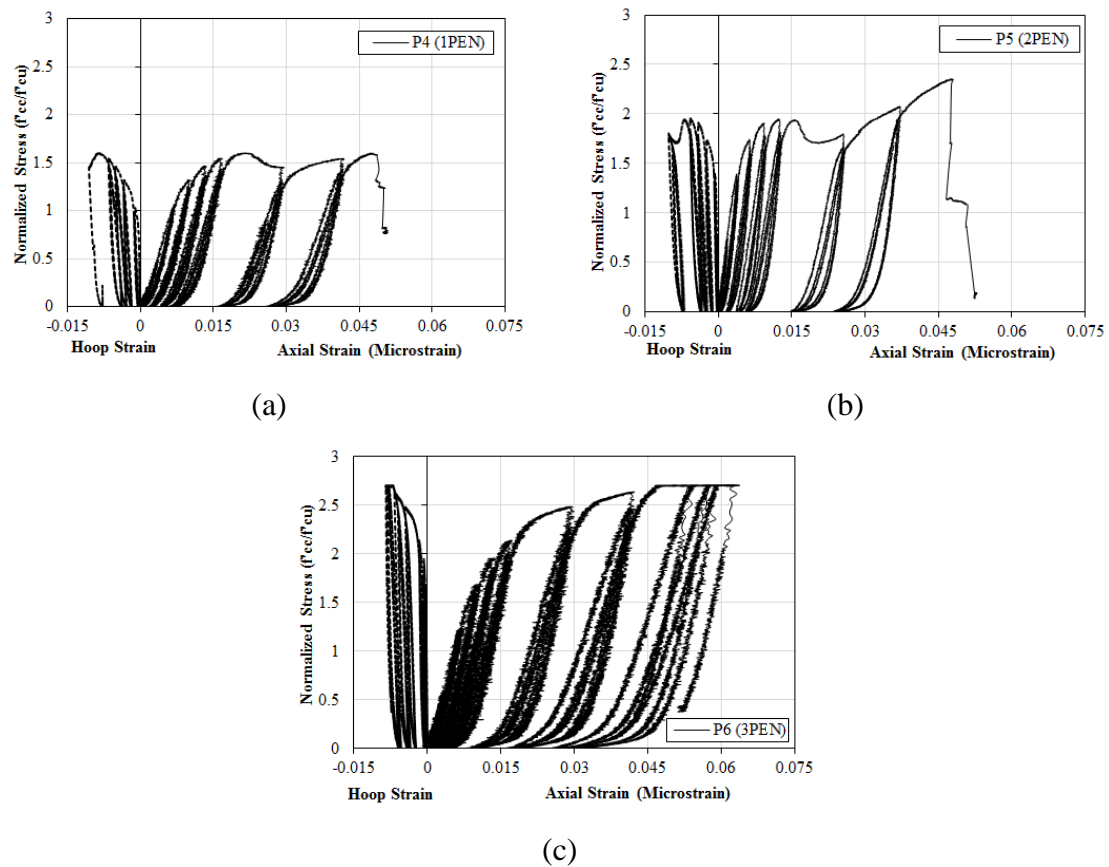 P4 (1PEN)
Normalized Stress (f'cc/f'cu)
3
2.5
2
1.5
1
0.5
0
-0.015 0 0.015 0.03 0.045 0.06 0.075
Hoop Strain Axial Strain (Microstrain)
(a)
P5 (2PEN)
Normalized Stress (f'cc/f'cu)
3
2.5
2
1.5
1
0.5
0
-0.015 0 0.015 0.03 0.045 0.06 0.075
Hoop Strain Axial Strain (Microstrain)
(b)
Normalized Stress (f'cc/f'cu)
3
2.5
2
1.5
1
0.5
0
P6 (3PEN)
-0.015 0 0.015 0.03 0.045 0.06 0.075
Hoop Strain Axial Strain (Microstrain)
(c)